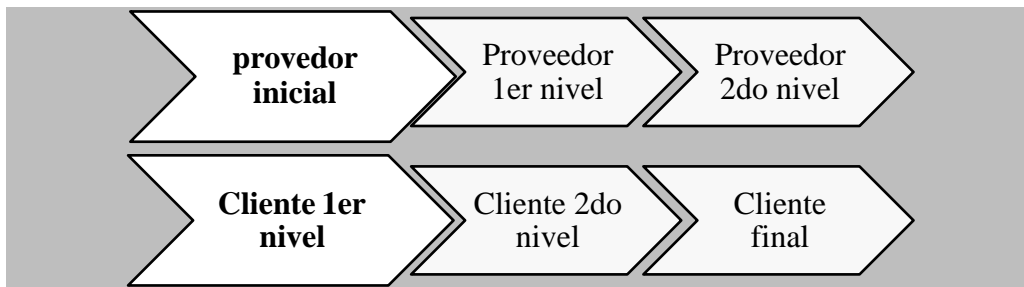 provedor
inicial
Proveedor
1er nivel
Proveedor
2do nivel
Cliente 1er
nivel
Cliente 2do
nivel
Cliente
final